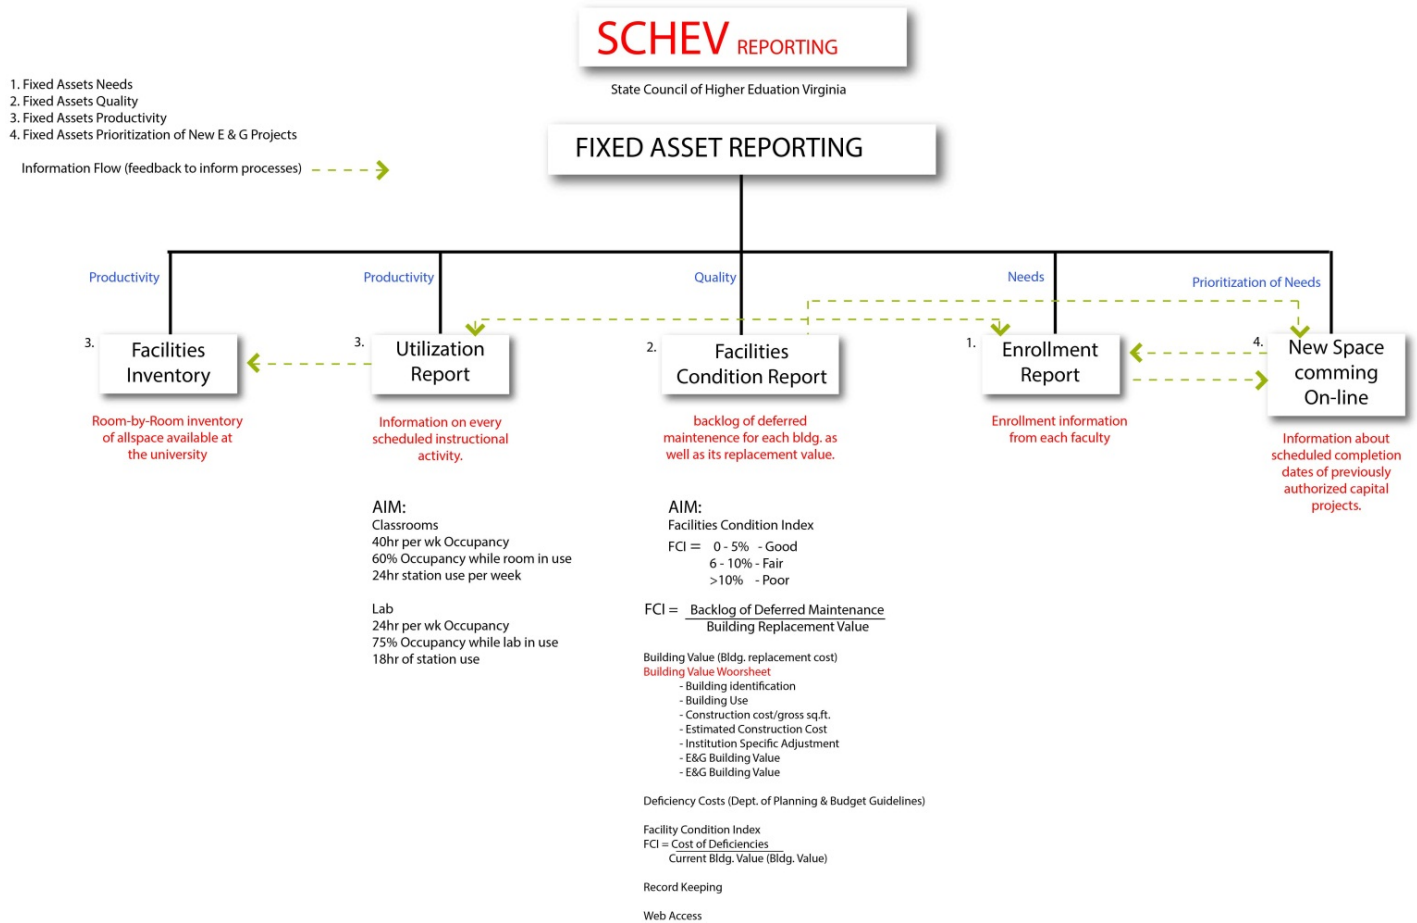 SCHEV REPORTING
State Council of Higher Eduation Virginia
1. Fixed Assets Needs
2. Fixed Assets Quality
3. Fixed Assets Productivity
4. Fixed Assets Prioritization of New E & G Projects
Information Flow (feedback to inform processes)
FIXED ASSET REPORTING
Productivity
Productivity
Quality
Needs
Prioritization of Needs
3.
Facilities
Inventory
Room-by-Room inventory
of allspace available at
the university
3.
Utilization
Report
Information on every
scheduled instructional
activity.
AIM:
Classrooms
40hr per wk Occupancy
60% Occupancy while room in use
24hr station use per week
Lab
24hr per wk Occupancy
75% Occupancy while lab in use
18hr of station use
2.
Facilities
Condition Report
backlog of deferred
maintenence for each bldg. as
well as its replacement value.
AIM:
Facilities Condition Index
FCI = 0 - 5% - Good
6 - 10% - Fair
>10% - Poor
FCI = Backlog of Deferred Maintenance
Building Replacement Value
Building Value (Bldg. replacement cost)
Building Value Woorsheet
- Building identification
- Building Use
- Construction cost/gross sq.ft.
- Estimated Construction Cost
- Institution Specific Adjustment
- E&G Building Value
- E&G Building Value
Deficiency Costs (Dept. of Planning & Budget Guidelines)
Facility Condition Index
FCI = Cost of Deficiencies
Current Bldg. Value (Bldg. Value)
Record Keeping
Web Access
1.
Enrollment
Report
Enrollment information
from each faculty
4.
New Space
comming
On-line
Information about
scheduled completion
dates of previously
authorized capital
projects.